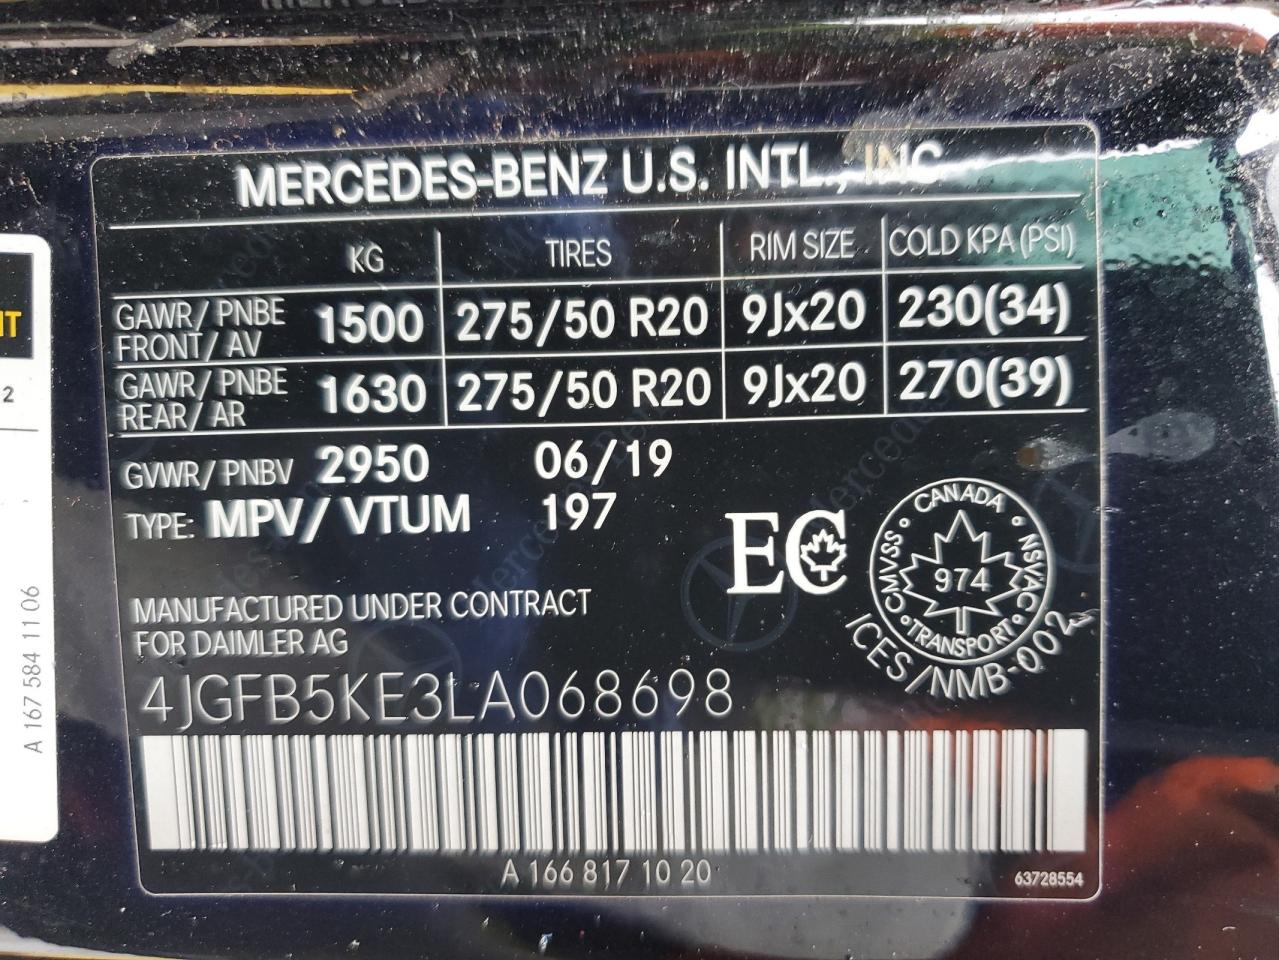 MERCEDES-BENZ U.S. INTL., INC
KG TIRES RIM SIZE COLD KPA (PSI)
GAWR/ PNBE
FRONT/ AV 1500 275/50 R20 9Jx20 230(34)
GAWR/ PNBE
REAR/ AR 1630 275/50 R20 9Jx20 270(39)
GVWR/ PNBV 2950 06/19
TYPE: MPV/ VTUM 197
EC
CANADA
CMVSS
NSVAC
974
TRANSPORT
ICES/NMB-002
MANUFACTURED UNDER CONTRACT
FOR DAIMLER AG
4JGFB5KE3LA068698
A 166 817 10 20
63728554
2
A 167 584 11 06